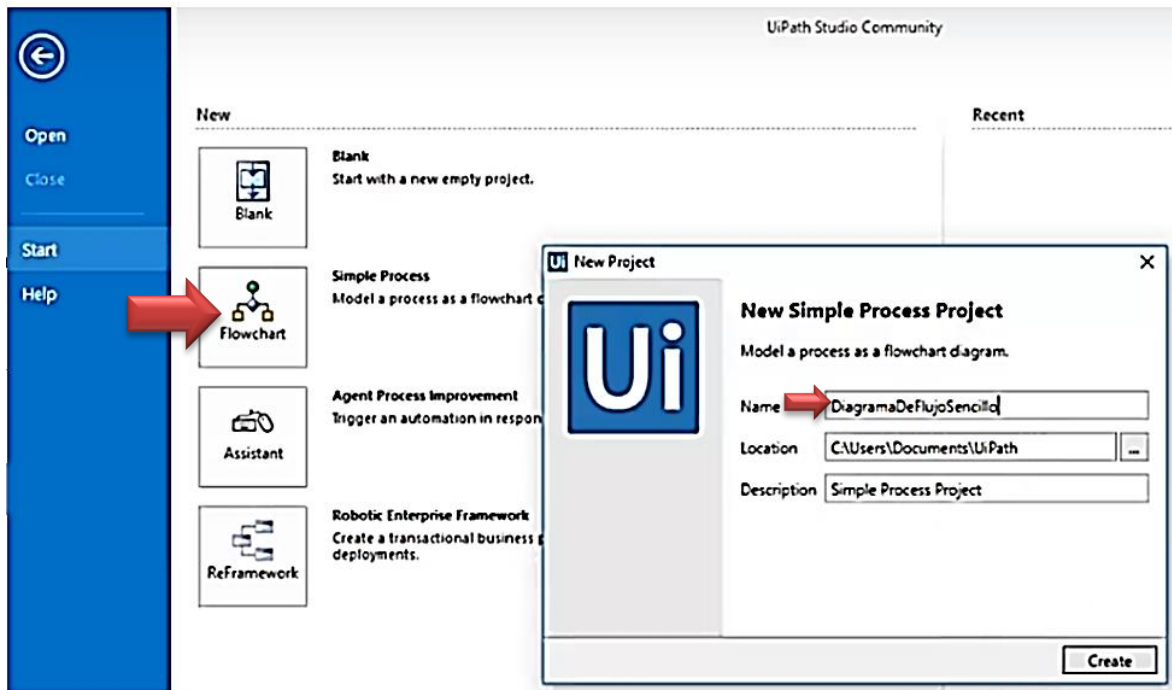 UiPath Studio Community
Open
Close
Start
Help
New
Recent
Blank
Blank
Start with a new empty project.
Flowchart
Simple Process
Model a process as a flowchart
Assistant
Agent Process Improvement
Trigger an automation in respon
ReFramework
Robotic Enterprise Framework
Create a transactional business
deployments.
Ui New Project
Ui
New Simple Process Project
Model a process as a flowchart diagram.
Name DiagramaDeFlujoSencillo
Location C:\Users\Documents\UiPath ...
Description Simple Process Project
Create